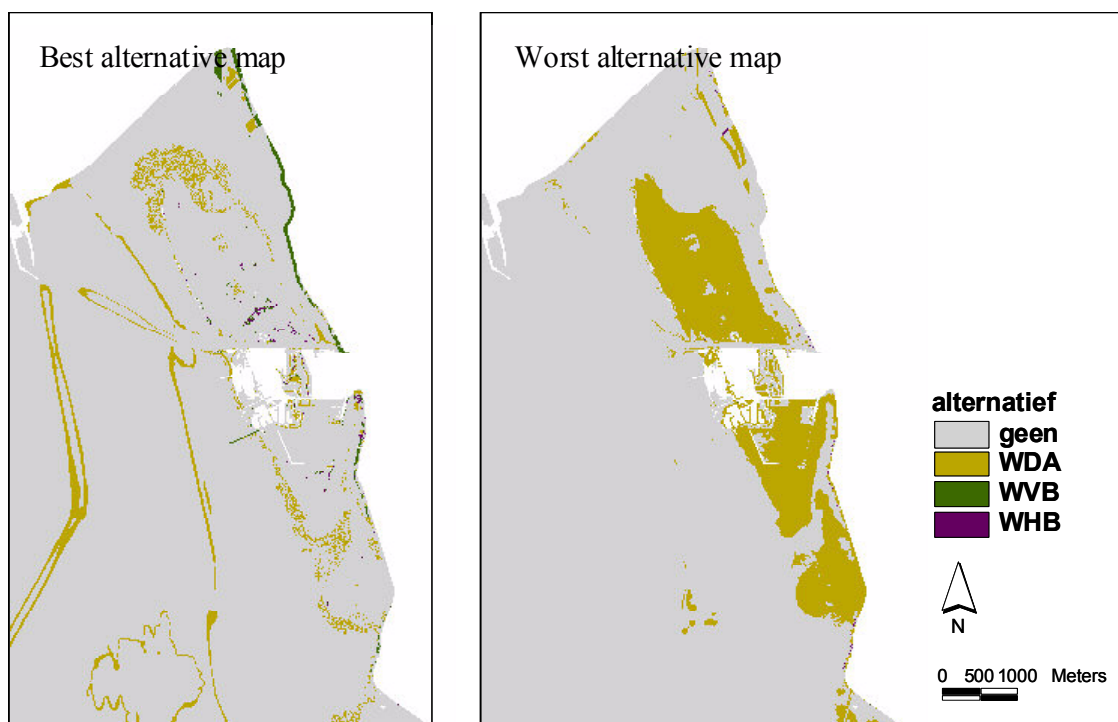 Best alternative map
Worst alternative map
alternatief
geen
WDA
WVB
WHB
N
0 500 1000 Meters